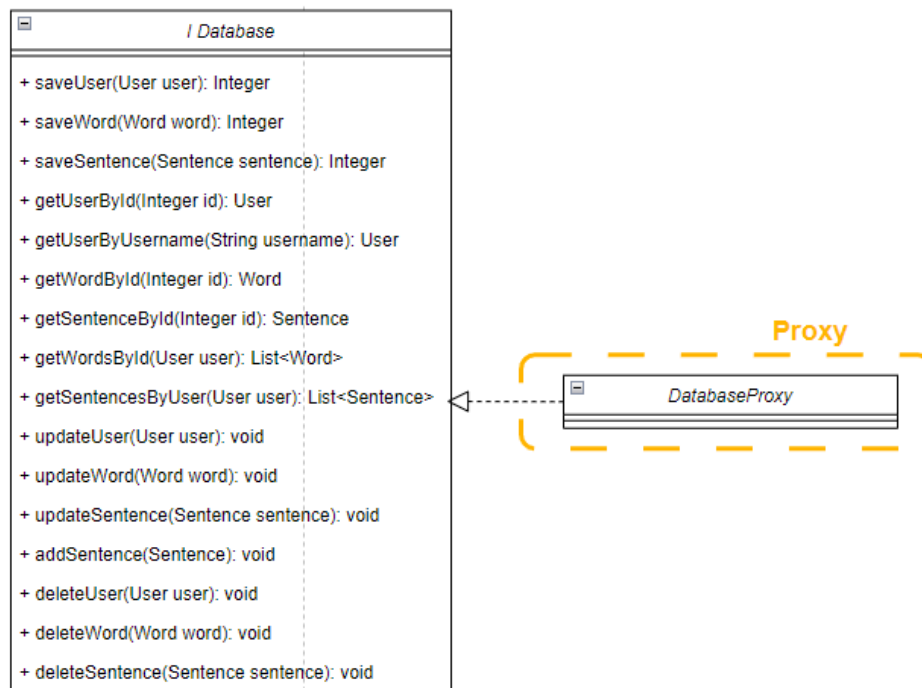 I Database
+ saveUser(User user): Integer
+ saveWord(Word word): Integer
+ saveSentence(Sentence sentence): Integer
+ getUserById(Integer id): User
+ getUserByUsername(String username): User
+ getWordById(Integer id): Word
+ getSentenceById(Integer id): Sentence
+ getWordsById(User user): List<Word>
+ getSentencesByUser(User user): List<Sentence>
+ updateUser(User user): void
+ updateWord(Word word): void
+ updateSentence(Sentence sentence): void
+ addSentence(Sentence): void
+ deleteUser(User user): void
+ deleteWord(Word word): void
+ deleteSentence(Sentence sentence): void
Proxy
DatabaseProxy